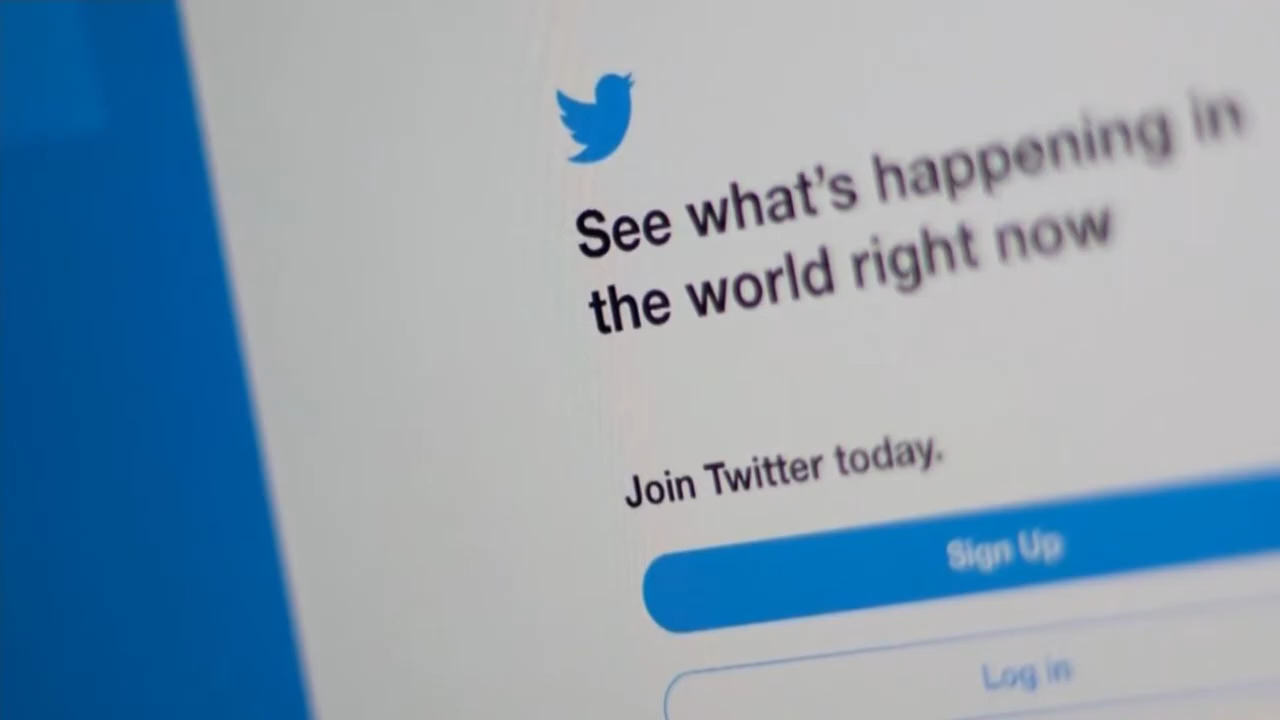 See what's happening in
the world right now
Join Twitter today.
Sign Up
Log in